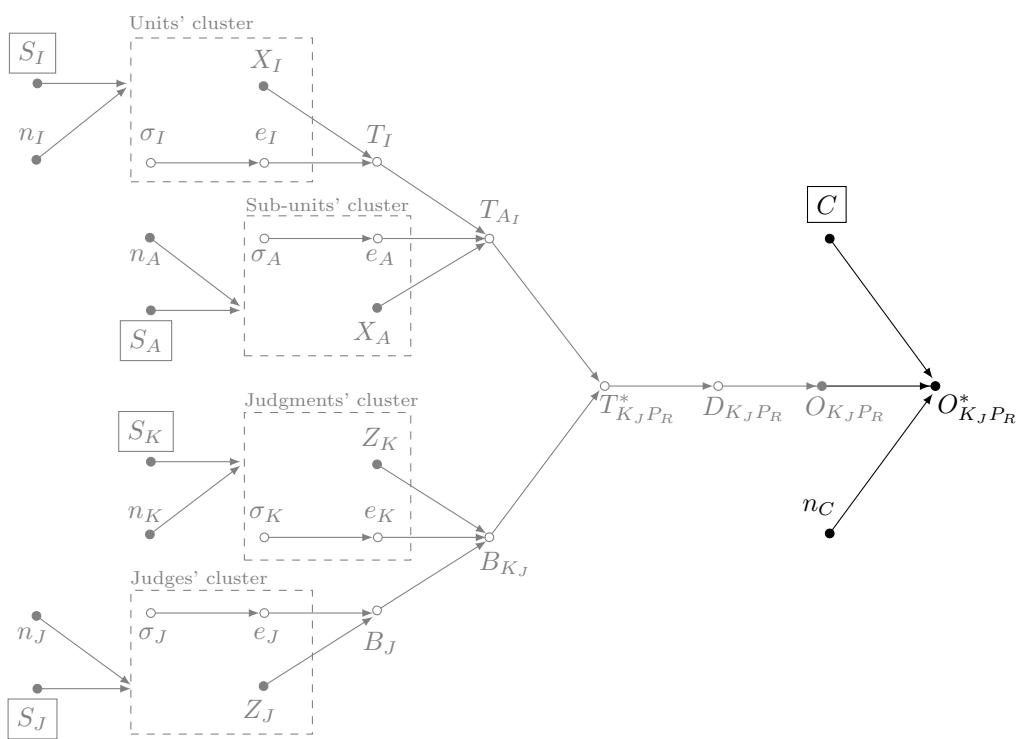 Units' cluster
S_I
X_I
n_I
σ_I
e_I
T_I
Sub-units' cluster
T_{A_I}
C
n_A
σ_A
e_A
S_A
X_A
Judgments' cluster
T^*_{K_J P_R}
D_{K_J P_R}
O_{K_J P_R}
O^*_{K_J P_R}
S_K
Z_K
n_K
σ_K
e_K
n_C
B_{K_J}
Judges' cluster
n_J
σ_J
e_J
B_J
S_J
Z_J